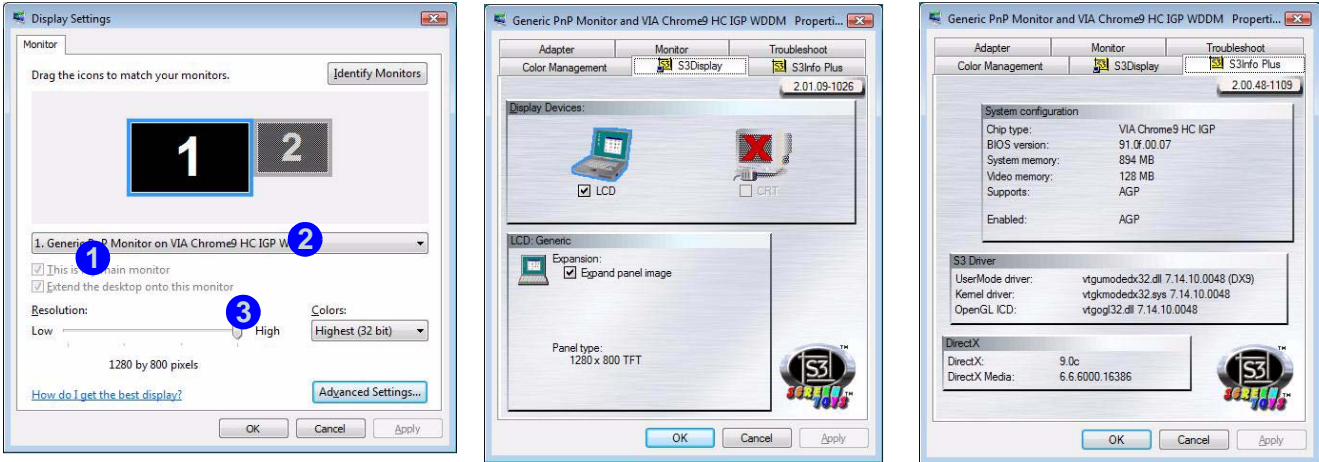 Display Settings
Monitor
Drag the icons to match your monitors.
Identify Monitors
1
2
1. Generic PnP Monitor on VIA Chrome9 HC IGP W
2
1
This is main monitor
Extend the desktop onto this monitor
3
Resolution:
Colors:
Low
High
Highest (32 bit)
1280 by 800 pixels
How do I get the best display?
Advanced Settings...
OK
Cancel
Apply
Generic PnP Monitor and VIA Chrome9 HC IGP WDDM Properti...
Adapter
Monitor
Troubleshoot
Color Management
S3Display
S3Info Plus
2.01.09-1026
Display Devices:
LCD
CRT
LCD: Generic
Expansion:
Expand panel image
Panel type:
1280 x 800 TFT
S3
SCREEN TOYS
TM
OK
Cancel
Apply
Generic PnP Monitor and VIA Chrome9 HC IGP WDDM Properti...
Adapter
Monitor
Troubleshoot
Color Management
S3Display
S3Info Plus
2.00.48-1109
System configuration
Chip type: VIA Chrome9 HC IGP
BIOS version: 91.0f.00.07
System memory: 894 MB
Video memory: 128 MB
Supports: AGP
Enabled: AGP
S3 Driver
UserMode driver: vtgumodedx32.dll 7.14.10.0048 (DX9)
Kernel driver: vtgkmodedx32.sys 7.14.10.0048
OpenGL ICD: vtgogl32.dll 7.14.10.0048
DirectX
DirectX: 9.0c
DirectX Media: 6.6.6000.16386
S3
SCREEN TOYS
TM
OK
Cancel
Apply